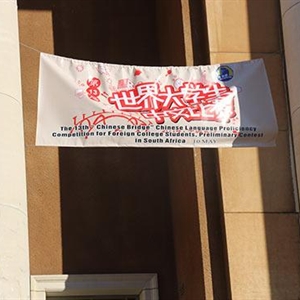 世界大学生
The 13th "Chinese Bridge" Chinese Language Proficiency
Competition for Foreign College Students, Preliminary Contest
in South Africa 10 MAY